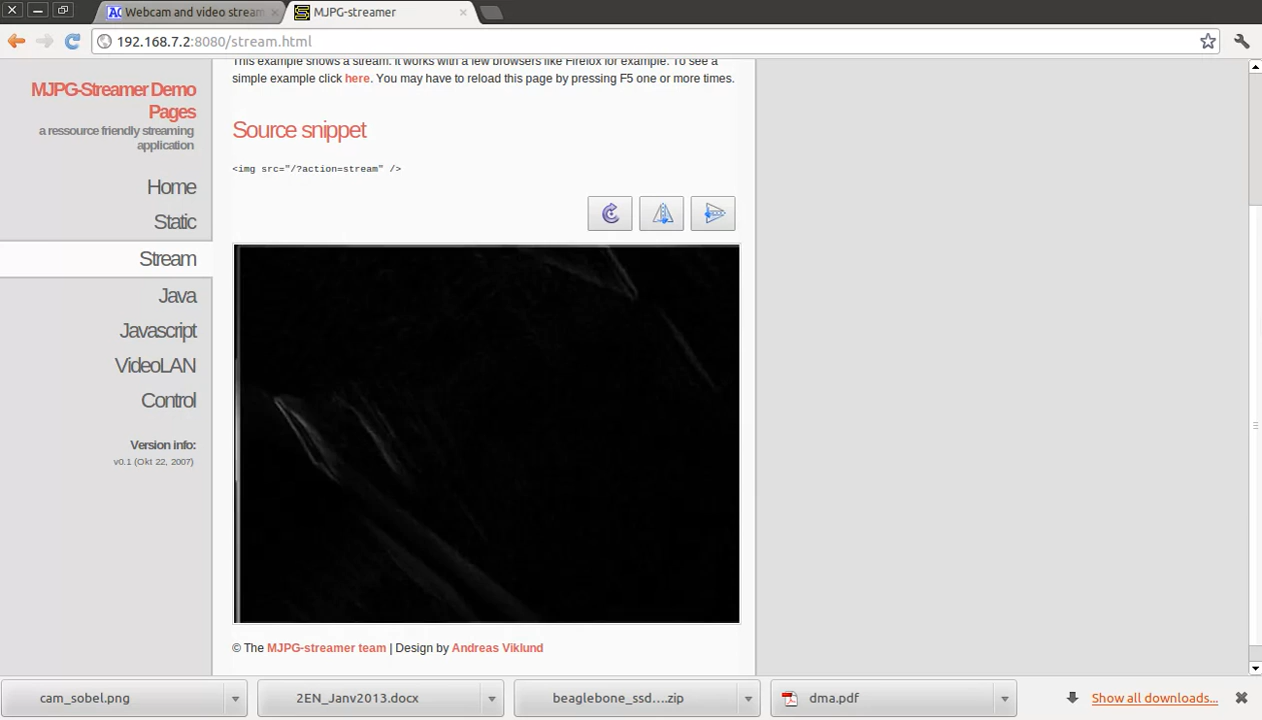 Webcam and video stream
MJPG-streamer
192.168.7.2:8080/stream.html
MJPG-Streamer Demo
Pages
a ressource friendly streaming
application
Home
Static
Stream
Java
Javascript
VideoLAN
Control
Version info:
v0.1 (Okt 22, 2007)
This example shows a stream. It works with a few browsers like Firefox for example. To see a
simple example click here. You may have to reload this page by pressing F5 one or more times.
Source snippet
<img src="/?action=stream" />
© The MJPG-streamer team | Design by Andreas Viklund
cam_sobel.png
2EN_Janv2013.docx
beaglebone_ssd....zip
dma.pdf
Show all downloads...